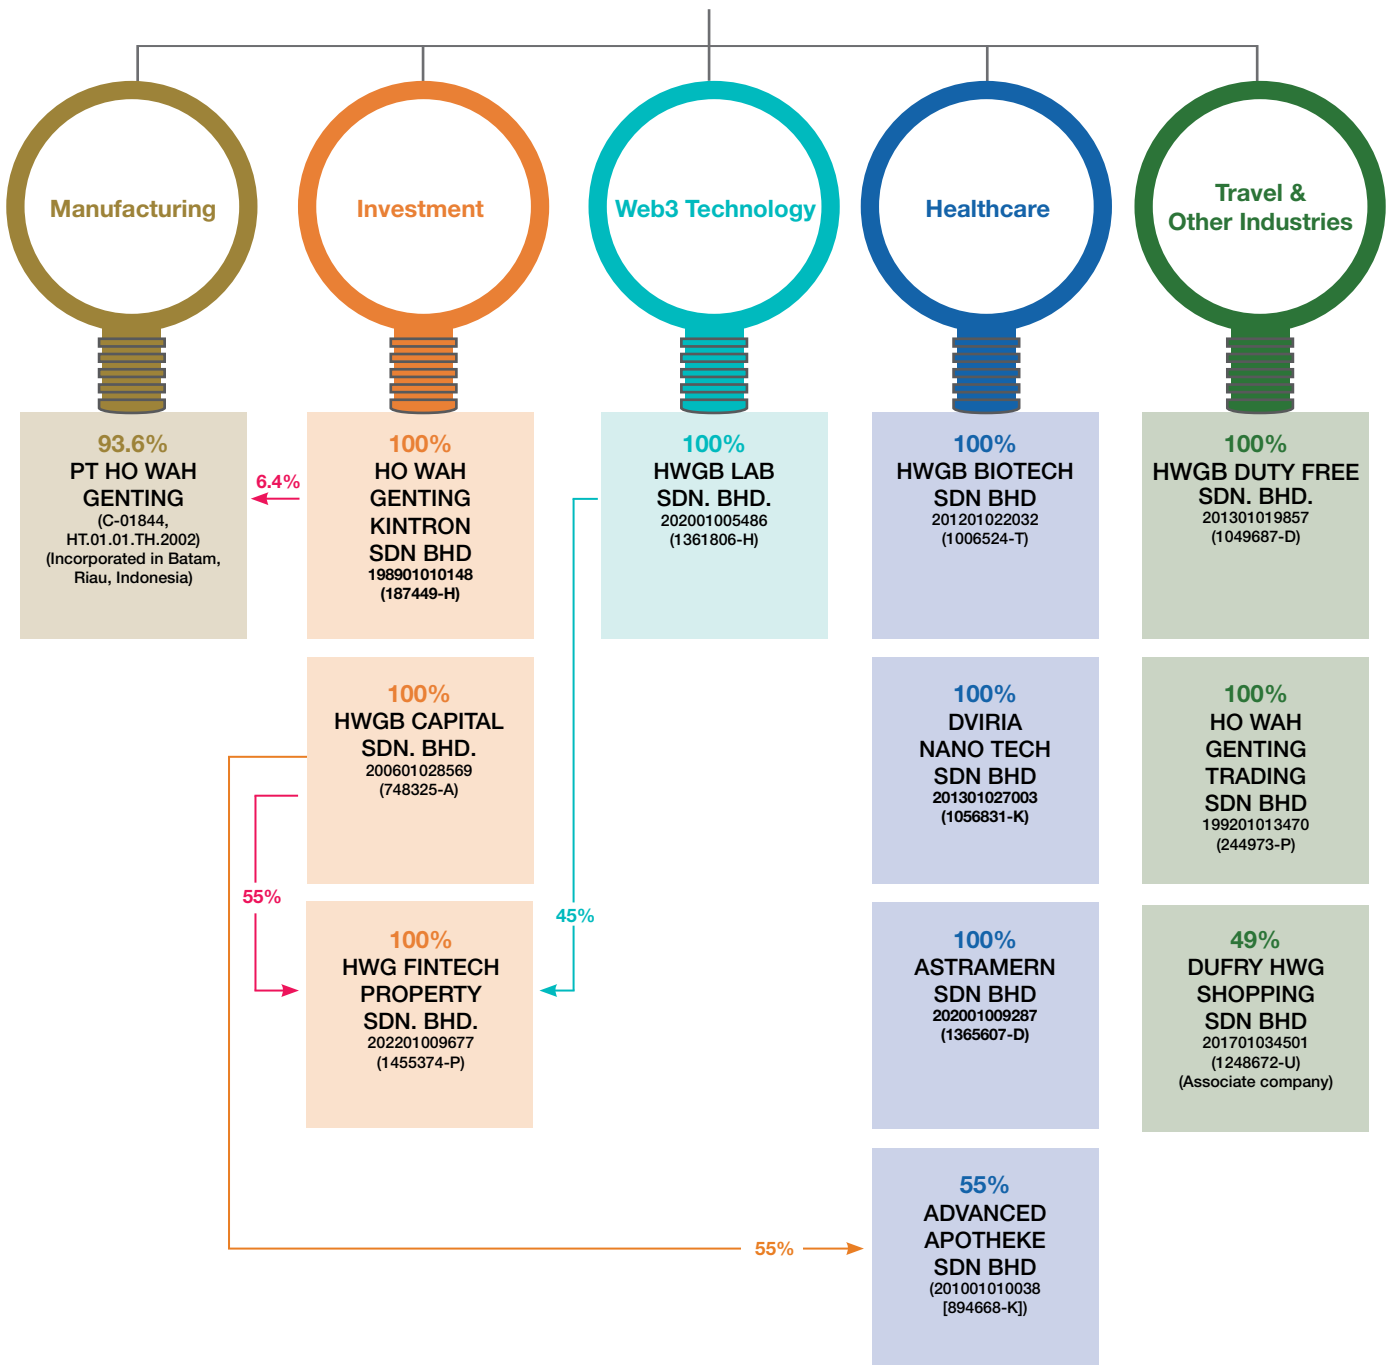 Manufacturing
Investment
Web3 Technology
Healthcare
Travel &
Other Industries
93.6%
PT HO WAH
GENTING
(C-01844,
HT.01.01.TH.2002)
(Incorporated in Batam,
Riau, Indonesia)
6.4%
100%
HO WAH
GENTING
KINTRON
SDN BHD
198901010148
(187449-H)
100%
HWGB CAPITAL
SDN. BHD.
200601028569
(748325-A)
55%
100%
HWG FINTECH
PROPERTY
SDN. BHD.
202201009677
(1455374-P)
100%
HWGB LAB
SDN. BHD.
202001005486
(1361806-H)
45%
100%
HWGB BIOTECH
SDN BHD
201201022032
(1006524-T)
100%
DVIRIA
NANO TECH
SDN BHD
201301027003
(1056831-K)
100%
ASTRAMERN
SDN BHD
202001009287
(1365607-D)
55%
55%
ADVANCED
APOTHEKE
SDN BHD
(201001010038
[894668-K])
100%
HWGB DUTY FREE
SDN. BHD.
201301019857
(1049687-D)
100%
HO WAH
GENTING
TRADING
SDN BHD
199201013470
(244973-P)
49%
DUFRY HWG
SHOPPING
SDN BHD
201701034501
(1248672-U)
(Associate company)